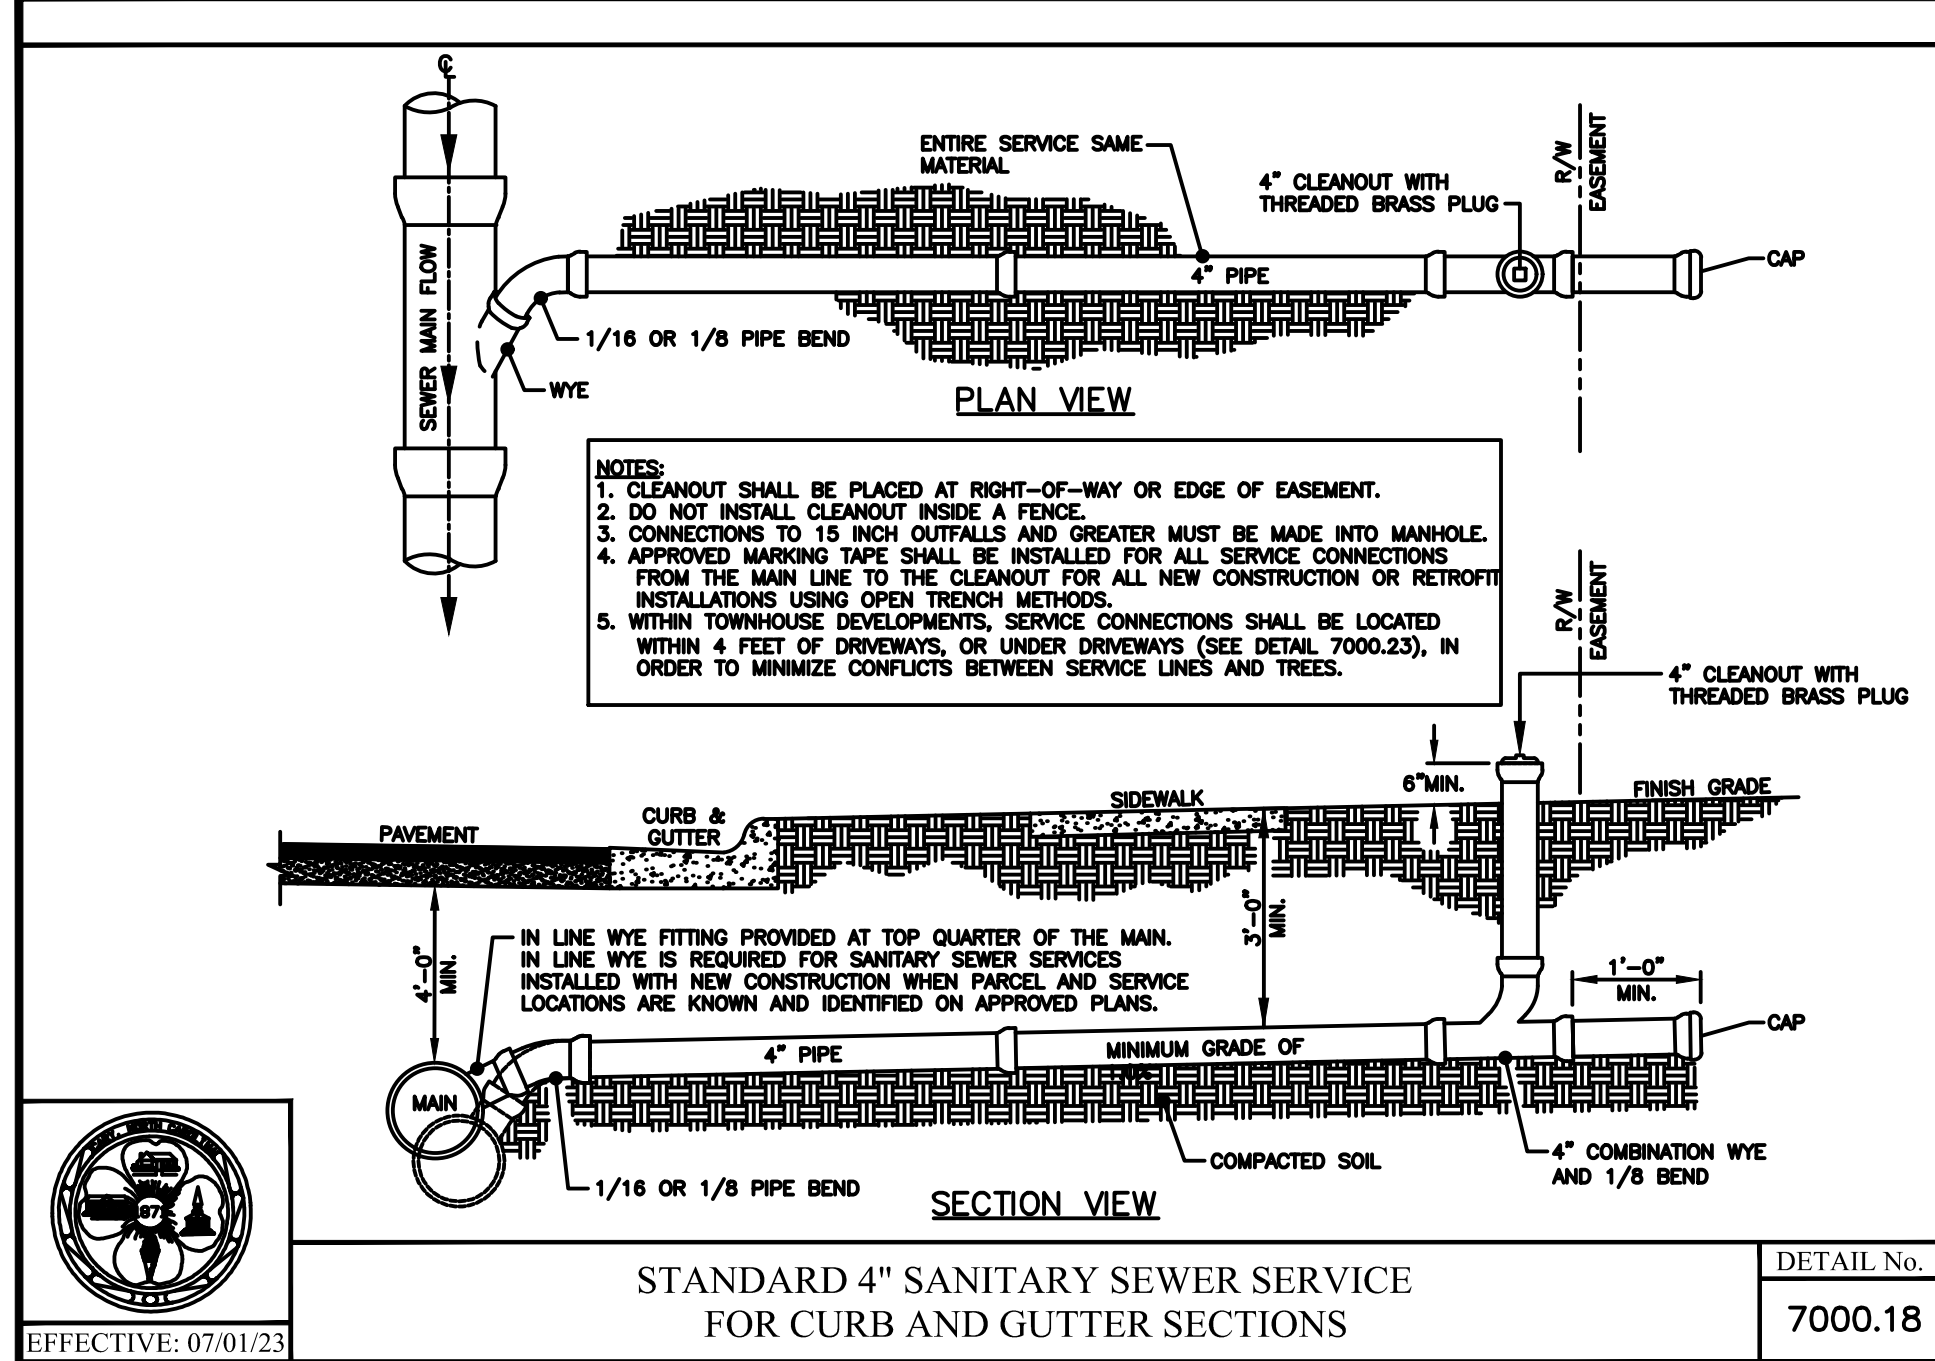 ℄
ENTIRE SERVICE SAME
MATERIAL
4" CLEANOUT WITH
THREADED BRASS PLUG
R/W
EASEMENT
CAP
4" PIPE
SEWER MAIN FLOW
1/16 OR 1/8 PIPE BEND
WYE
PLAN VIEW
NOTES:
1. CLEANOUT SHALL BE PLACED AT RIGHT-OF-WAY OR EDGE OF EASEMENT.
2. DO NOT INSTALL CLEANOUT INSIDE A FENCE.
3. CONNECTIONS TO 15 INCH OUTFALLS AND GREATER MUST BE MADE INTO MANHOLE.
4. APPROVED MARKING TAPE SHALL BE INSTALLED FOR ALL SERVICE CONNECTIONS
FROM THE MAIN LINE TO THE CLEANOUT FOR ALL NEW CONSTRUCTION OR RETROFIT
INSTALLATIONS USING OPEN TRENCH METHODS.
5. WITHIN TOWNHOUSE DEVELOPMENTS, SERVICE CONNECTIONS SHALL BE LOCATED
WITHIN 4 FEET OF DRIVEWAYS, OR UNDER DRIVEWAYS (SEE DETAIL 7000.23), IN
ORDER TO MINIMIZE CONFLICTS BETWEEN SERVICE LINES AND TREES.
R/W
EASEMENT
4" CLEANOUT WITH
THREADED BRASS PLUG
6"MIN.
FINISH GRADE
SIDEWALK
CURB &
GUTTER
PAVEMENT
3'-0"
MIN.
4'-0"
MIN.
IN LINE WYE FITTING PROVIDED AT TOP QUARTER OF THE MAIN.
IN LINE WYE IS REQUIRED FOR SANITARY SEWER SERVICES
INSTALLED WITH NEW CONSTRUCTION WHEN PARCEL AND SERVICE
LOCATIONS ARE KNOWN AND IDENTIFIED ON APPROVED PLANS.
1'-0"
MIN.
CAP
4" PIPE
MINIMUM GRADE OF
MAIN
COMPACTED SOIL
4" COMBINATION WYE
AND 1/8 BEND
1/16 OR 1/8 PIPE BEND
SECTION VIEW
CARY, NORTH CAROLINA
STANDARD 4" SANITARY SEWER SERVICE
FOR CURB AND GUTTER SECTIONS
DETAIL No.
7000.18
EFFECTIVE: 07/01/23